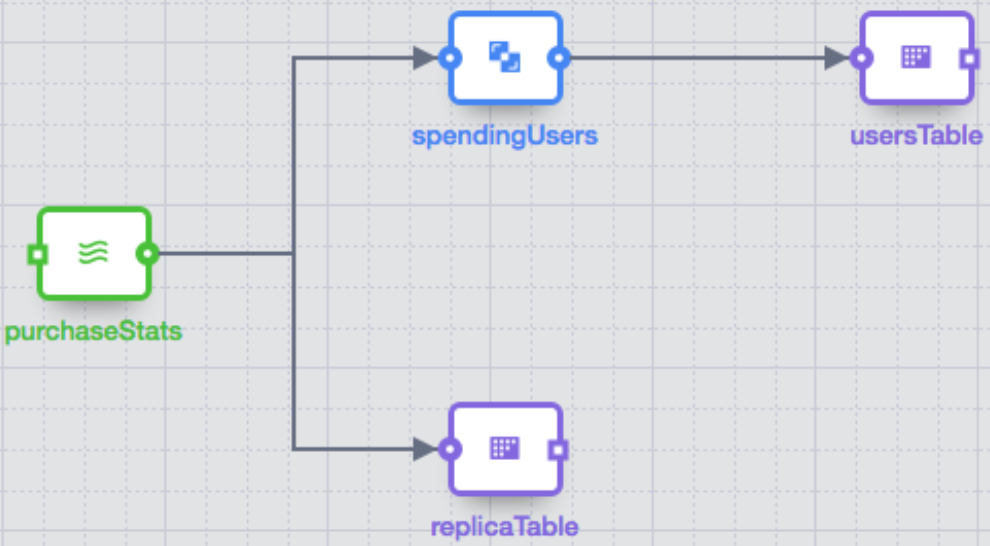 spendingUsers
usersTable
purchaseStats
replicaTable